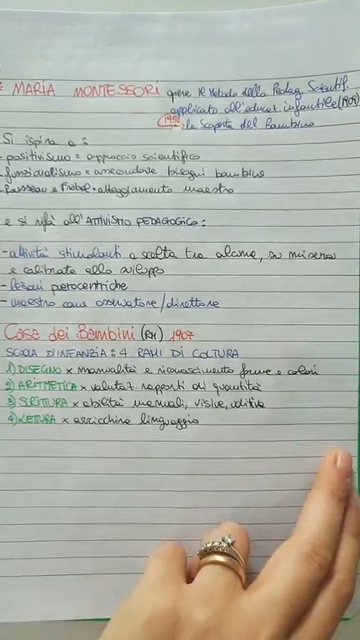 MARIA MONTESSORI opere Il Metodo della Pedag. Scientif.
applicato all'educaz. infantile (1909)
la Scoperta del Bambino
Si ispira a:
- positivismo = approccio scientifico
- funzionalismo = assecondare bisogni bambino
- Rousseau e Fröbel = atteggiamento maestro
e si rifà all'ATTIVISMO PEDAGOGICO:
- attività stimolanti a scelta tra alcune, su misura
e calibrate allo sviluppo
- lezioni puerocentriche
- maestro come osservatore/direttore
Casa dei Bambini (RM) 1907
SCUOLA D'INFANZIA: 4 RAMI DI COLTURA
1) DISEGNO x manualità e riconoscimento forme e colori
2) ARITMETICA x valutaz. rapporti di quantità
3) SCRITTURA x abilità manuali, visive, uditive
4) LETTURA x arricchire linguaggio